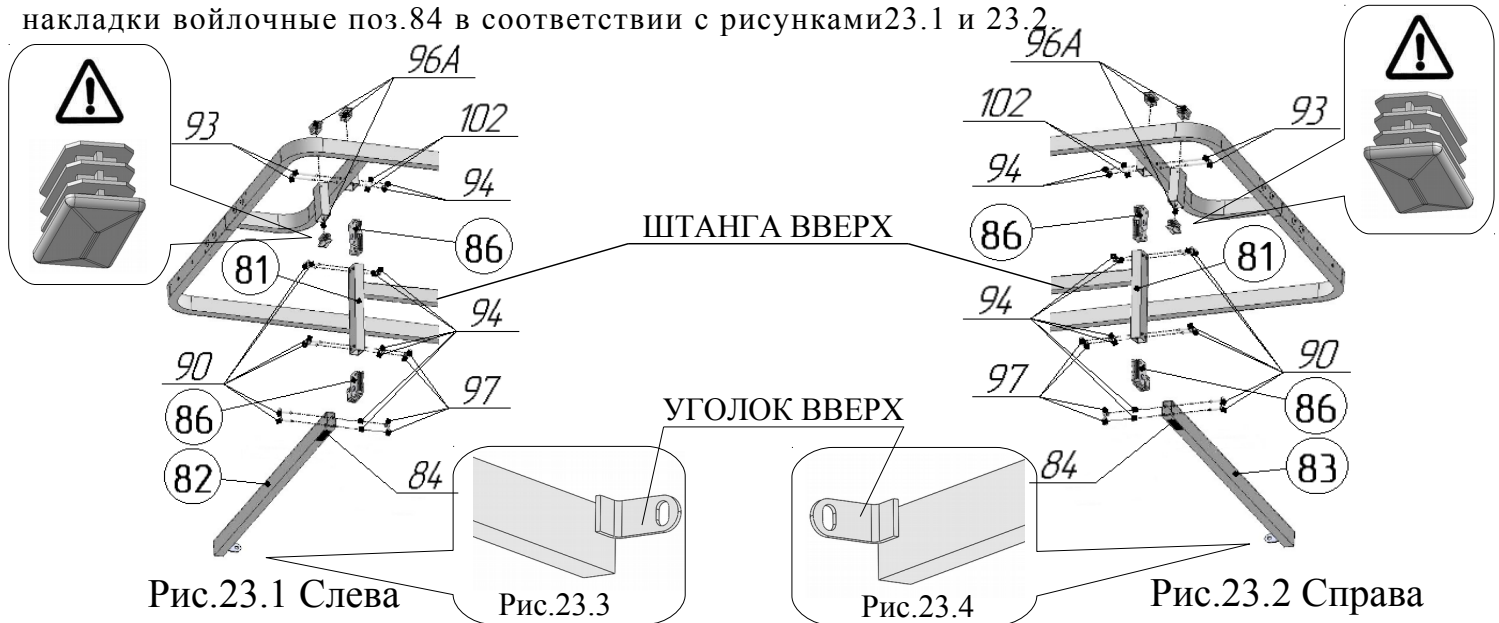 накладки войлочные поз.84 в соответствии с рисунками23.1 и 23.2.
96А 96А
93 102 102 93
94 94
86 ШТАНГА ВВЕРХ 86
81 81
94 94
90 97 97 90
86 УГОЛОК ВВЕРХ 86
82 84 84 83
Рис.23.1 Слева Рис.23.3 Рис.23.4 Рис.23.2 Справа